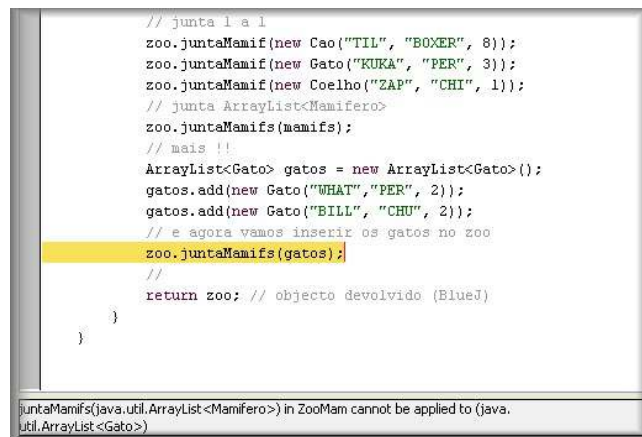 // junta 1 a 1
zoo.juntaMamif(new Cao("TIL", "BOXER", 8));
zoo.juntaMamif(new Gato("KUKA", "PER", 3));
zoo.juntaMamif(new Coelho("ZAP", "CHI", 1));
// junta ArrayList<Mamifero>
zoo.juntaMamifs(mamifs);
// mais !!
ArrayList<Gato> gatos = new ArrayList<Gato>();
gatos.add(new Gato("WHAT","PER", 2));
gatos.add(new Gato("BILL", "CHU", 2));
// e agora vamos inserir os gatos no zoo
zoo.juntaMamifs(gatos);
//
return zoo; // objecto devolvido (BlueJ)
}
}
juntaMamifs(java.util.ArrayList<Mamifero>) in ZooMam cannot be applied to (java.
util.ArrayList<Gato>)